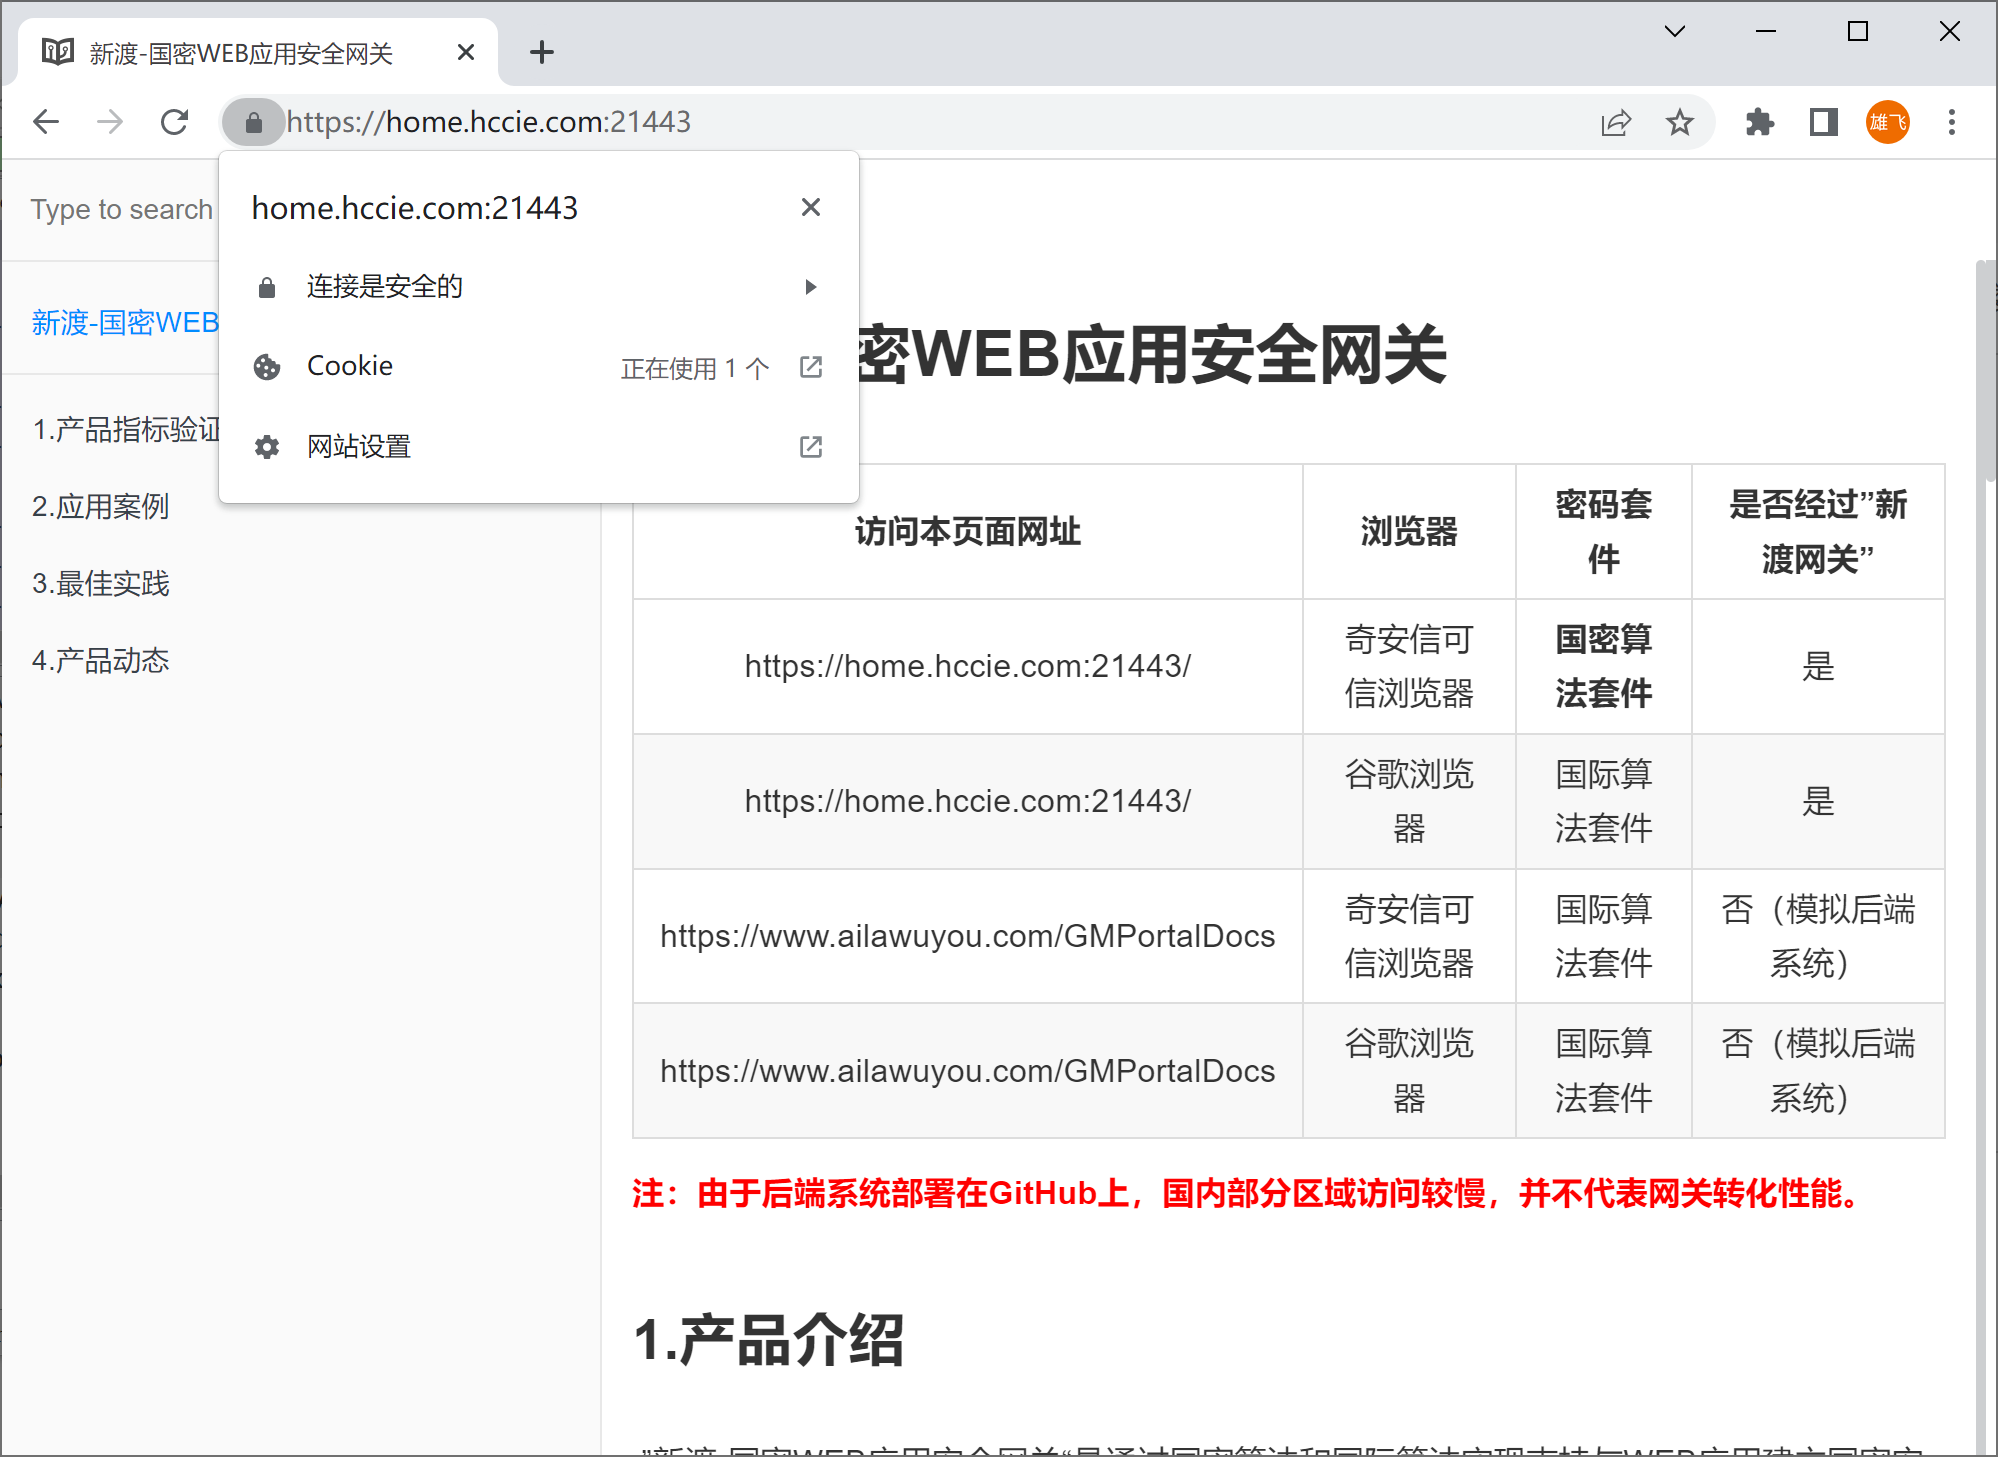 新渡-国密WEB应用安全网关
https://home.hccie.com:21443
雄飞
home.hccie.com:21443
连接是安全的
Cookie 正在使用 1 个
网站设置
Type to search
新渡-国密WEB
1.产品指标验证
2.应用案例
3.最佳实践
4.产品动态
密WEB应用安全网关
访问本页面网址 浏览器 密码套件 是否经过”新渡网关”
https://home.hccie.com:21443/ 奇安信可信浏览器 国密算法套件 是
https://home.hccie.com:21443/ 谷歌浏览器 国际算法套件 是
https://www.ailawuyou.com/GMPortalDocs 奇安信可信浏览器 国际算法套件 否（模拟后端系统）
https://www.ailawuyou.com/GMPortalDocs 谷歌浏览器 国际算法套件 否（模拟后端系统）
注：由于后端系统部署在GitHub上，国内部分区域访问较慢，并不代表网关转化性能。
1.产品介绍